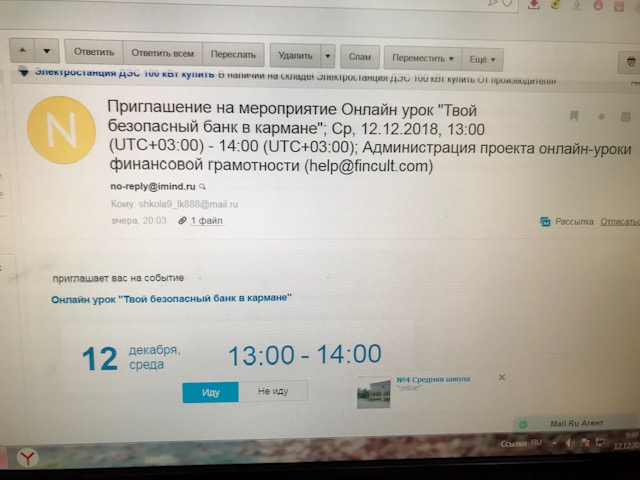 Ответить
Ответить всем
Переслать
Удалить
Спам
Переместить
Ещё
Электростанция ДЭС 100 кВт купить В наличии на складе! Электростанция ДЭС 100 кВт купить От производителя!
N
Приглашение на мероприятие Онлайн урок "Твой
безопасный банк в кармане"; Ср, 12.12.2018, 13:00
(UTC+03:00) - 14:00 (UTC+03:00); Администрация проекта онлайн-уроки
финансовой грамотности (help@fincult.com)
no-reply@imind.ru
Кому: shkola9_lk888@mail.ru
вчера, 20:03
1 файл
Рассылка
Отписаться
приглашает вас на событие
Онлайн урок "Твой безопасный банк в кармане"
12
декабря,
среда
13:00 - 14:00
Иду
Не иду
№4 Средняя школа
"online"
Mail.Ru Агент
Ссылки
RU